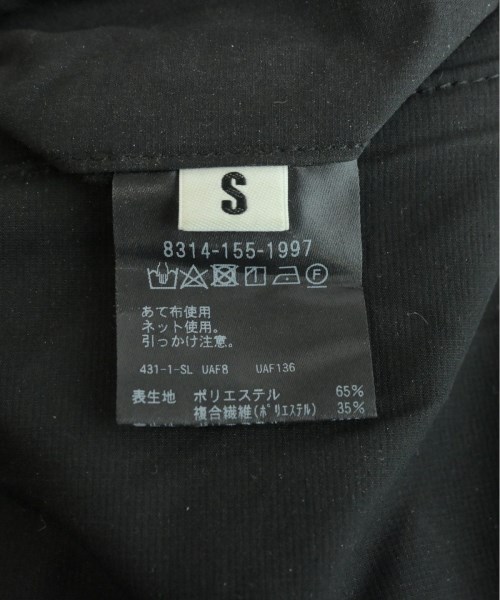 S
8314-155-1997
あて布使用
ネット使用。
引っかけ注意。
431-1-SL UAF8 UAF136
表生地 ポリエステル 65%
複合繊維(ポリエステル) 35%